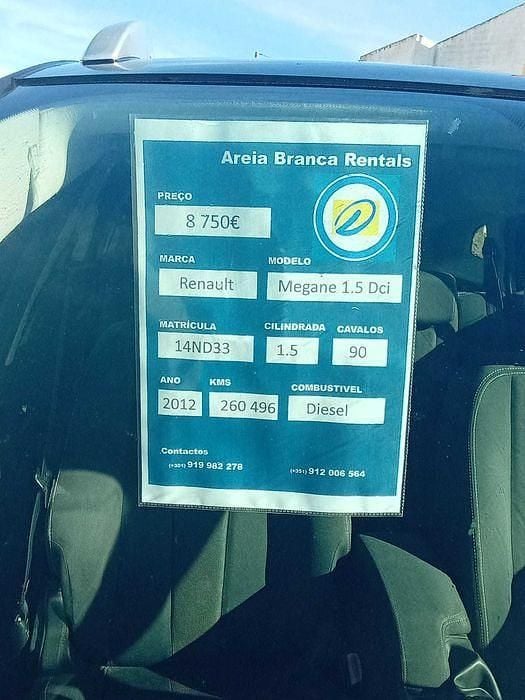 Areia Branca Rentals
PREÇO
8 750€
MARCA MODELO
Renault Megane 1.5 Dci
MATRÍCULA CILINDRADA CAVALOS
14ND33 1.5 90
ANO KMS COMBUSTIVEL
2012 260 496 Diesel
Contactos
(+351) 919 982 278 (+351) 912 006 564